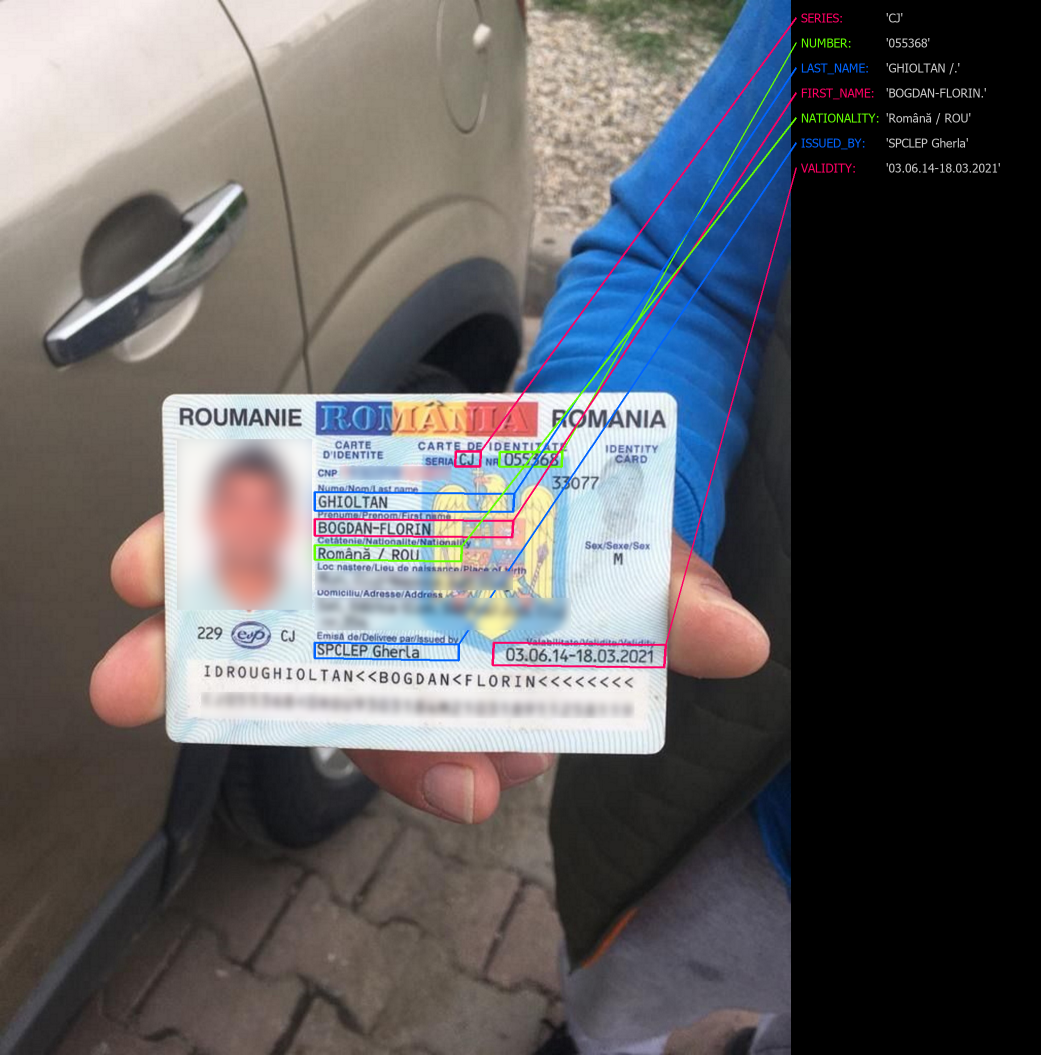 SERIES: 'CJ'
NUMBER: '055368'
LAST_NAME: 'GHIOLTAN /.'
FIRST_NAME: 'BOGDAN-FLORIN.'
NATIONALITY: 'Română / ROU'
ISSUED_BY: 'SPCLEP Gherla'
VALIDITY: '03.06.14-18.03.2021'
ROUMANIE ROMÂNIA ROMANIA
CARTE D'IDENTITE
CARTE DE IDENTITATE
IDENTITY CARD
SERIA CJ NR 055368
CNP
33077
Nume/Nom/Last name
GHIOLTAN
Prenume/Prenom/First name
BOGDAN-FLORIN
Cetătenie/Nationalite/Nationality
Română / ROU
Sex/Sexe/Sex
M
Loc nastere/Lieu de naissance/Place of birth
Domiciliu/Adresse/Address
229 esp CJ
Emisă de/Delivree par/Issued by
SPCLEP Gherla
Valabilitate/Validite/Validity
03.06.14-18.03.2021
IDROUGHIOLTAN<<BOGDAN<FLORIN<<<<<<<<